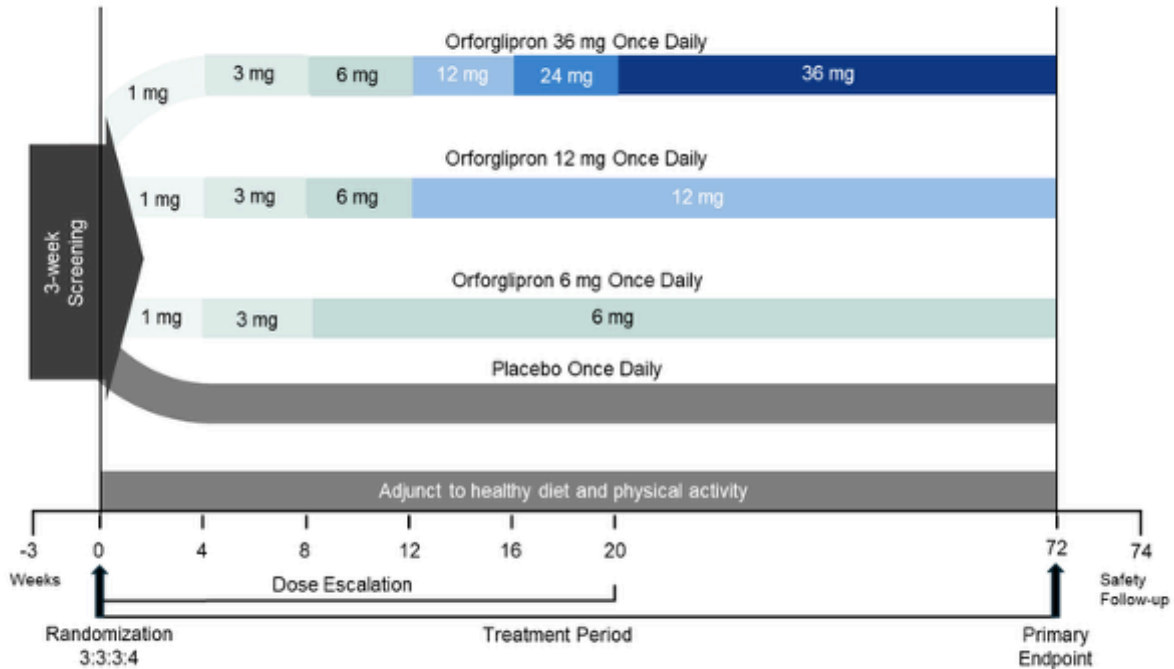 Orforglipron 36 mg Once Daily
1 mg 3 mg 6 mg 12 mg 24 mg 36 mg
Orforglipron 12 mg Once Daily
1 mg 3 mg 6 mg 12 mg
3-week
Screening
Orforglipron 6 mg Once Daily
1 mg 3 mg 6 mg
Placebo Once Daily
Adjunct to healthy diet and physical activity
-3 0 4 8 12 16 20 72 74
Weeks
Dose Escalation
Safety
Follow-up
Randomization
3:3:3:4
Treatment Period
Primary
Endpoint